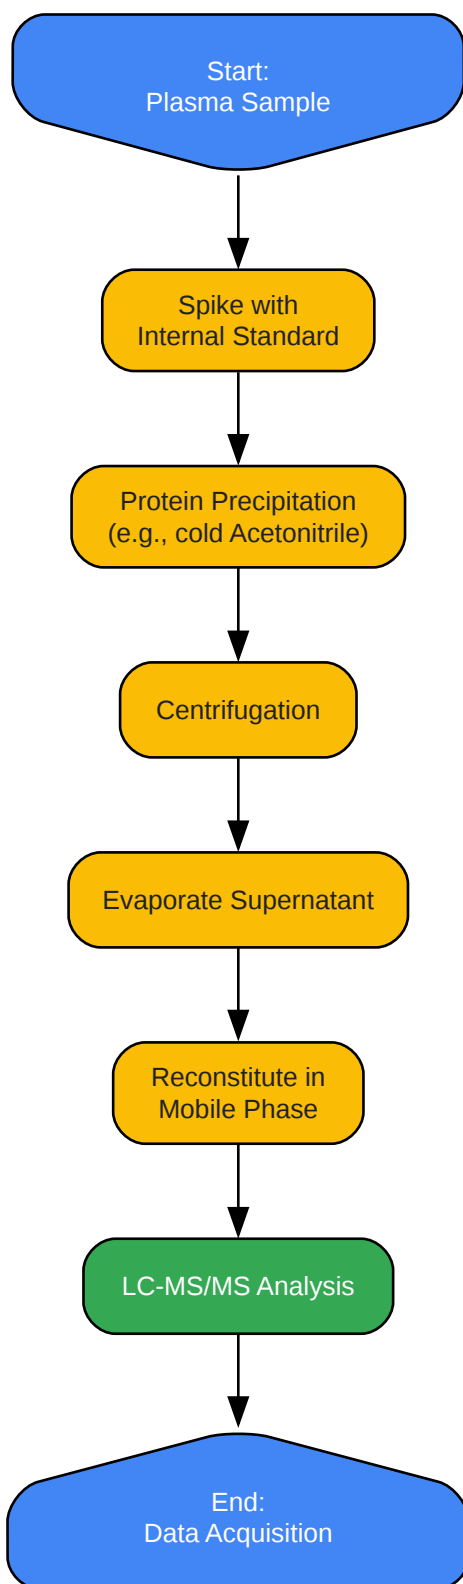 Start:
Plasma Sample
Spike with
Internal Standard
Protein Precipitation
(e.g., cold Acetonitrile)
Centrifugation
Evaporate Supernatant
Reconstitute in
Mobile Phase
LC-MS/MS Analysis
End:
Data Acquisition